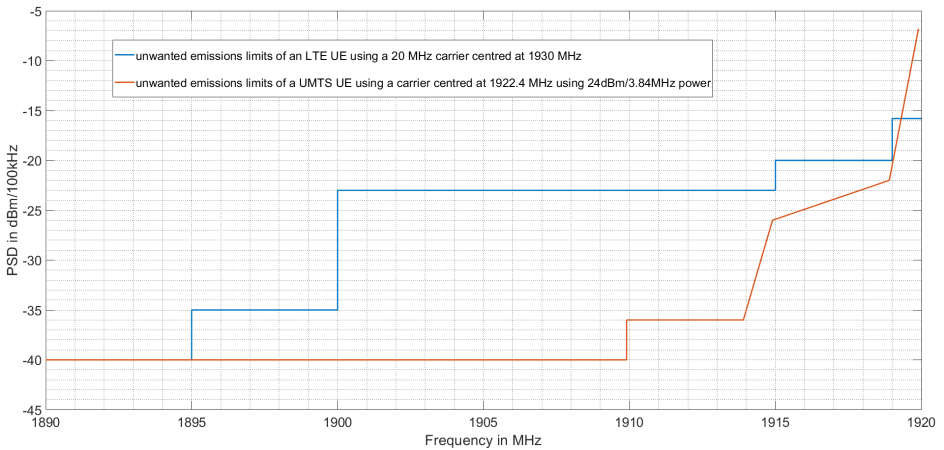 -5
unwanted emissions limits of an LTE UE using a 20 MHz carrier centred at 1930 MHz
-10
unwanted emissions limits of a UMTS UE using a carrier centred at 1922.4 MHz using 24dBm/3.84MHz power
-15
-20
PSD in dBm/100kHz
-25
-30
-35
-40
-45
1890 1895 1900 1905 1910 1915 1920
Frequency in MHz